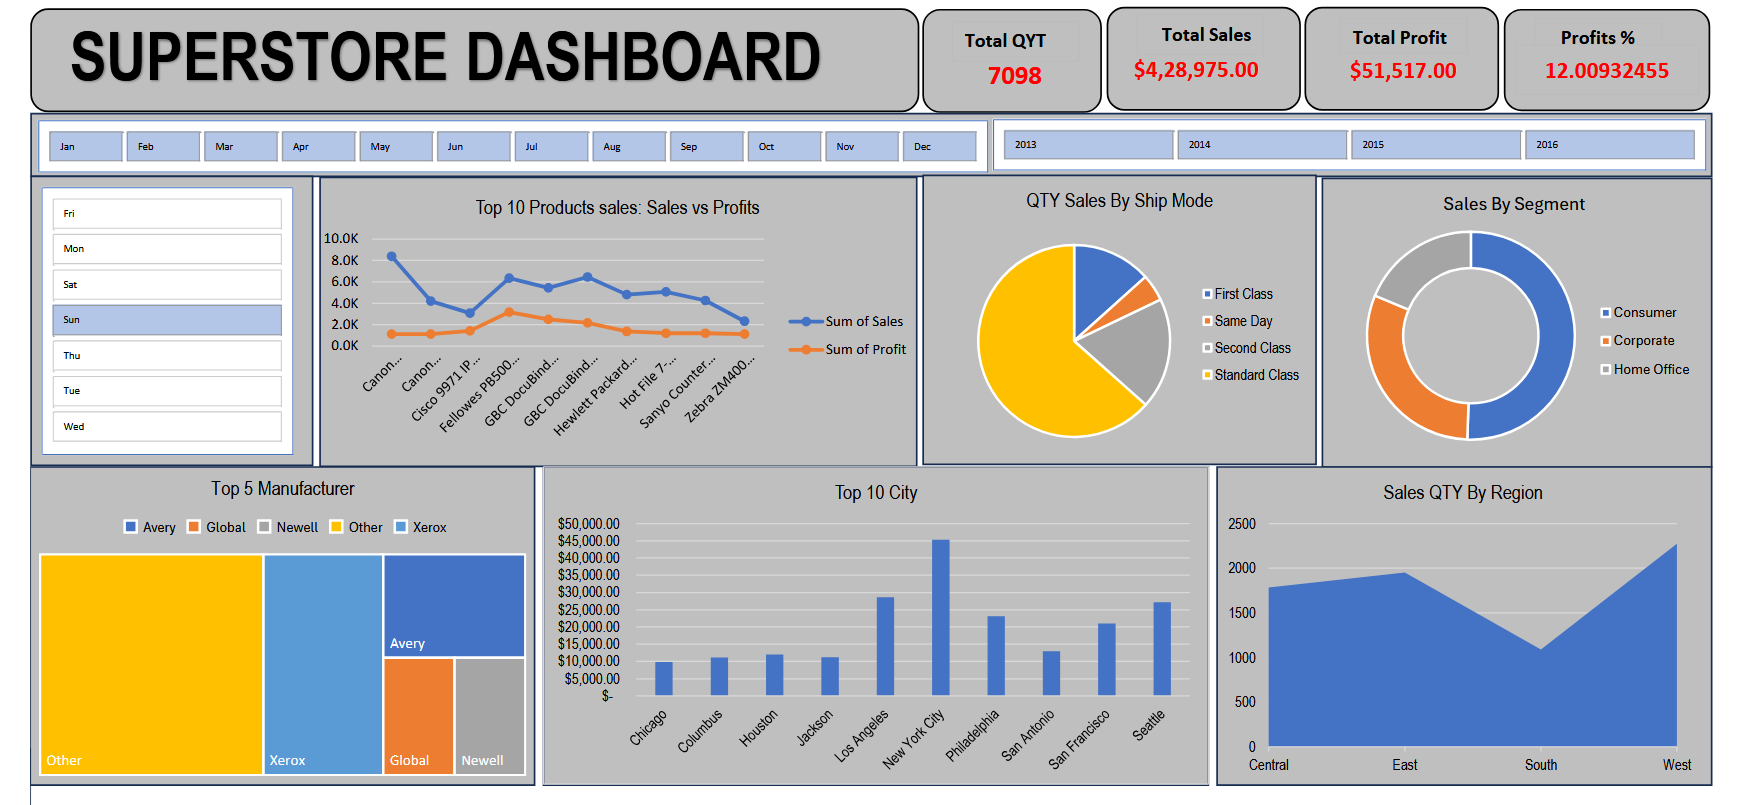 SUPERSTORE DASHBOARD
Total QYT
7098
Total Sales
$4,28,975.00
Total Profit
$51,517.00
Profits %
12.00932455
Jan Feb Mar Apr May Jun Jul Aug Sep Oct Nov Dec
2013 2014 2015 2016
Fri
Mon
Sat
Sun
Thu
Tue
Wed
Top 10 Products sales: Sales vs Profits
10.0K
8.0K
6.0K
4.0K
2.0K
0.0K
Canon...
Canon...
Cisco 9971 IP...
Fellowes PB500...
GBC DocuBind...
GBC DocuBind...
Hewlett Packard...
Hot File 7-...
Sanyo Counter...
Zebra ZM400...
Sum of Sales
Sum of Profit
QTY Sales By Ship Mode
First Class
Same Day
Second Class
Standard Class
Sales By Segment
Consumer
Corporate
Home Office
Top 5 Manufacturer
Avery Global Newell Other Xerox
Other
Xerox
Avery
Global
Newell
Top 10 City
$50,000.00
$45,000.00
$40,000.00
$35,000.00
$30,000.00
$25,000.00
$20,000.00
$15,000.00
$10,000.00
$5,000.00
$-
Chicago
Columbus
Houston
Jackson
Los Angeles
New York City
Philadelphia
San Antonio
San Francisco
Seattle
Sales QTY By Region
2500
2000
1500
1000
500
0
Central East South West